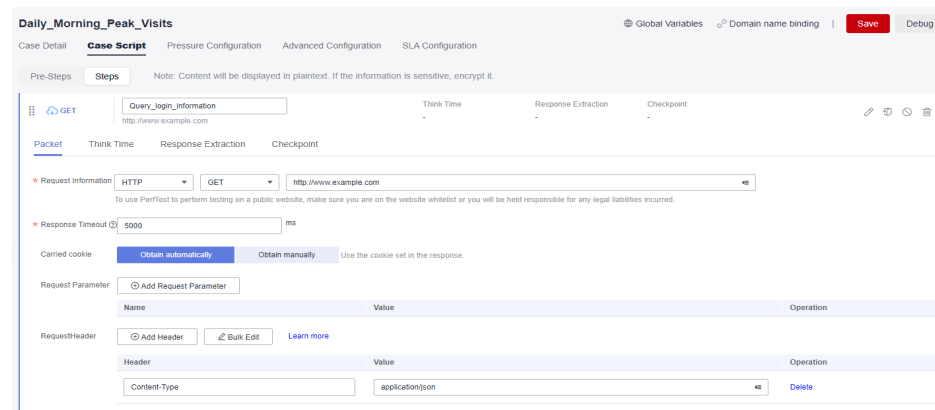 Daily_Morning_Peak_Visits Global Variables Domain name binding | Save Debug
Case Detail Case Script Pressure Configuration Advanced Configuration SLA Configuration
Pre-Steps Steps Note: Content will be displayed in plaintext. If the information is sensitive, encrypt it.
GET Query_login_information Think Time Response Extraction Checkpoint
http://www.example.com - - -
Packet Think Time Response Extraction Checkpoint
* Request Information HTTP GET http://www.example.com
To use PerfTest to perform testing on a public website, make sure you are on the website whitelist or you will be held responsible for any legal liabilities incurred.
* Response Timeout 5000 ms
Carried cookie Obtain automatically Obtain manually Use the cookie set in the response.
Request Parameter Add Request Parameter
Name Value Operation
RequestHeader Add Header Bulk Edit Learn more
Header Value Operation
Content-Type application/json Delete